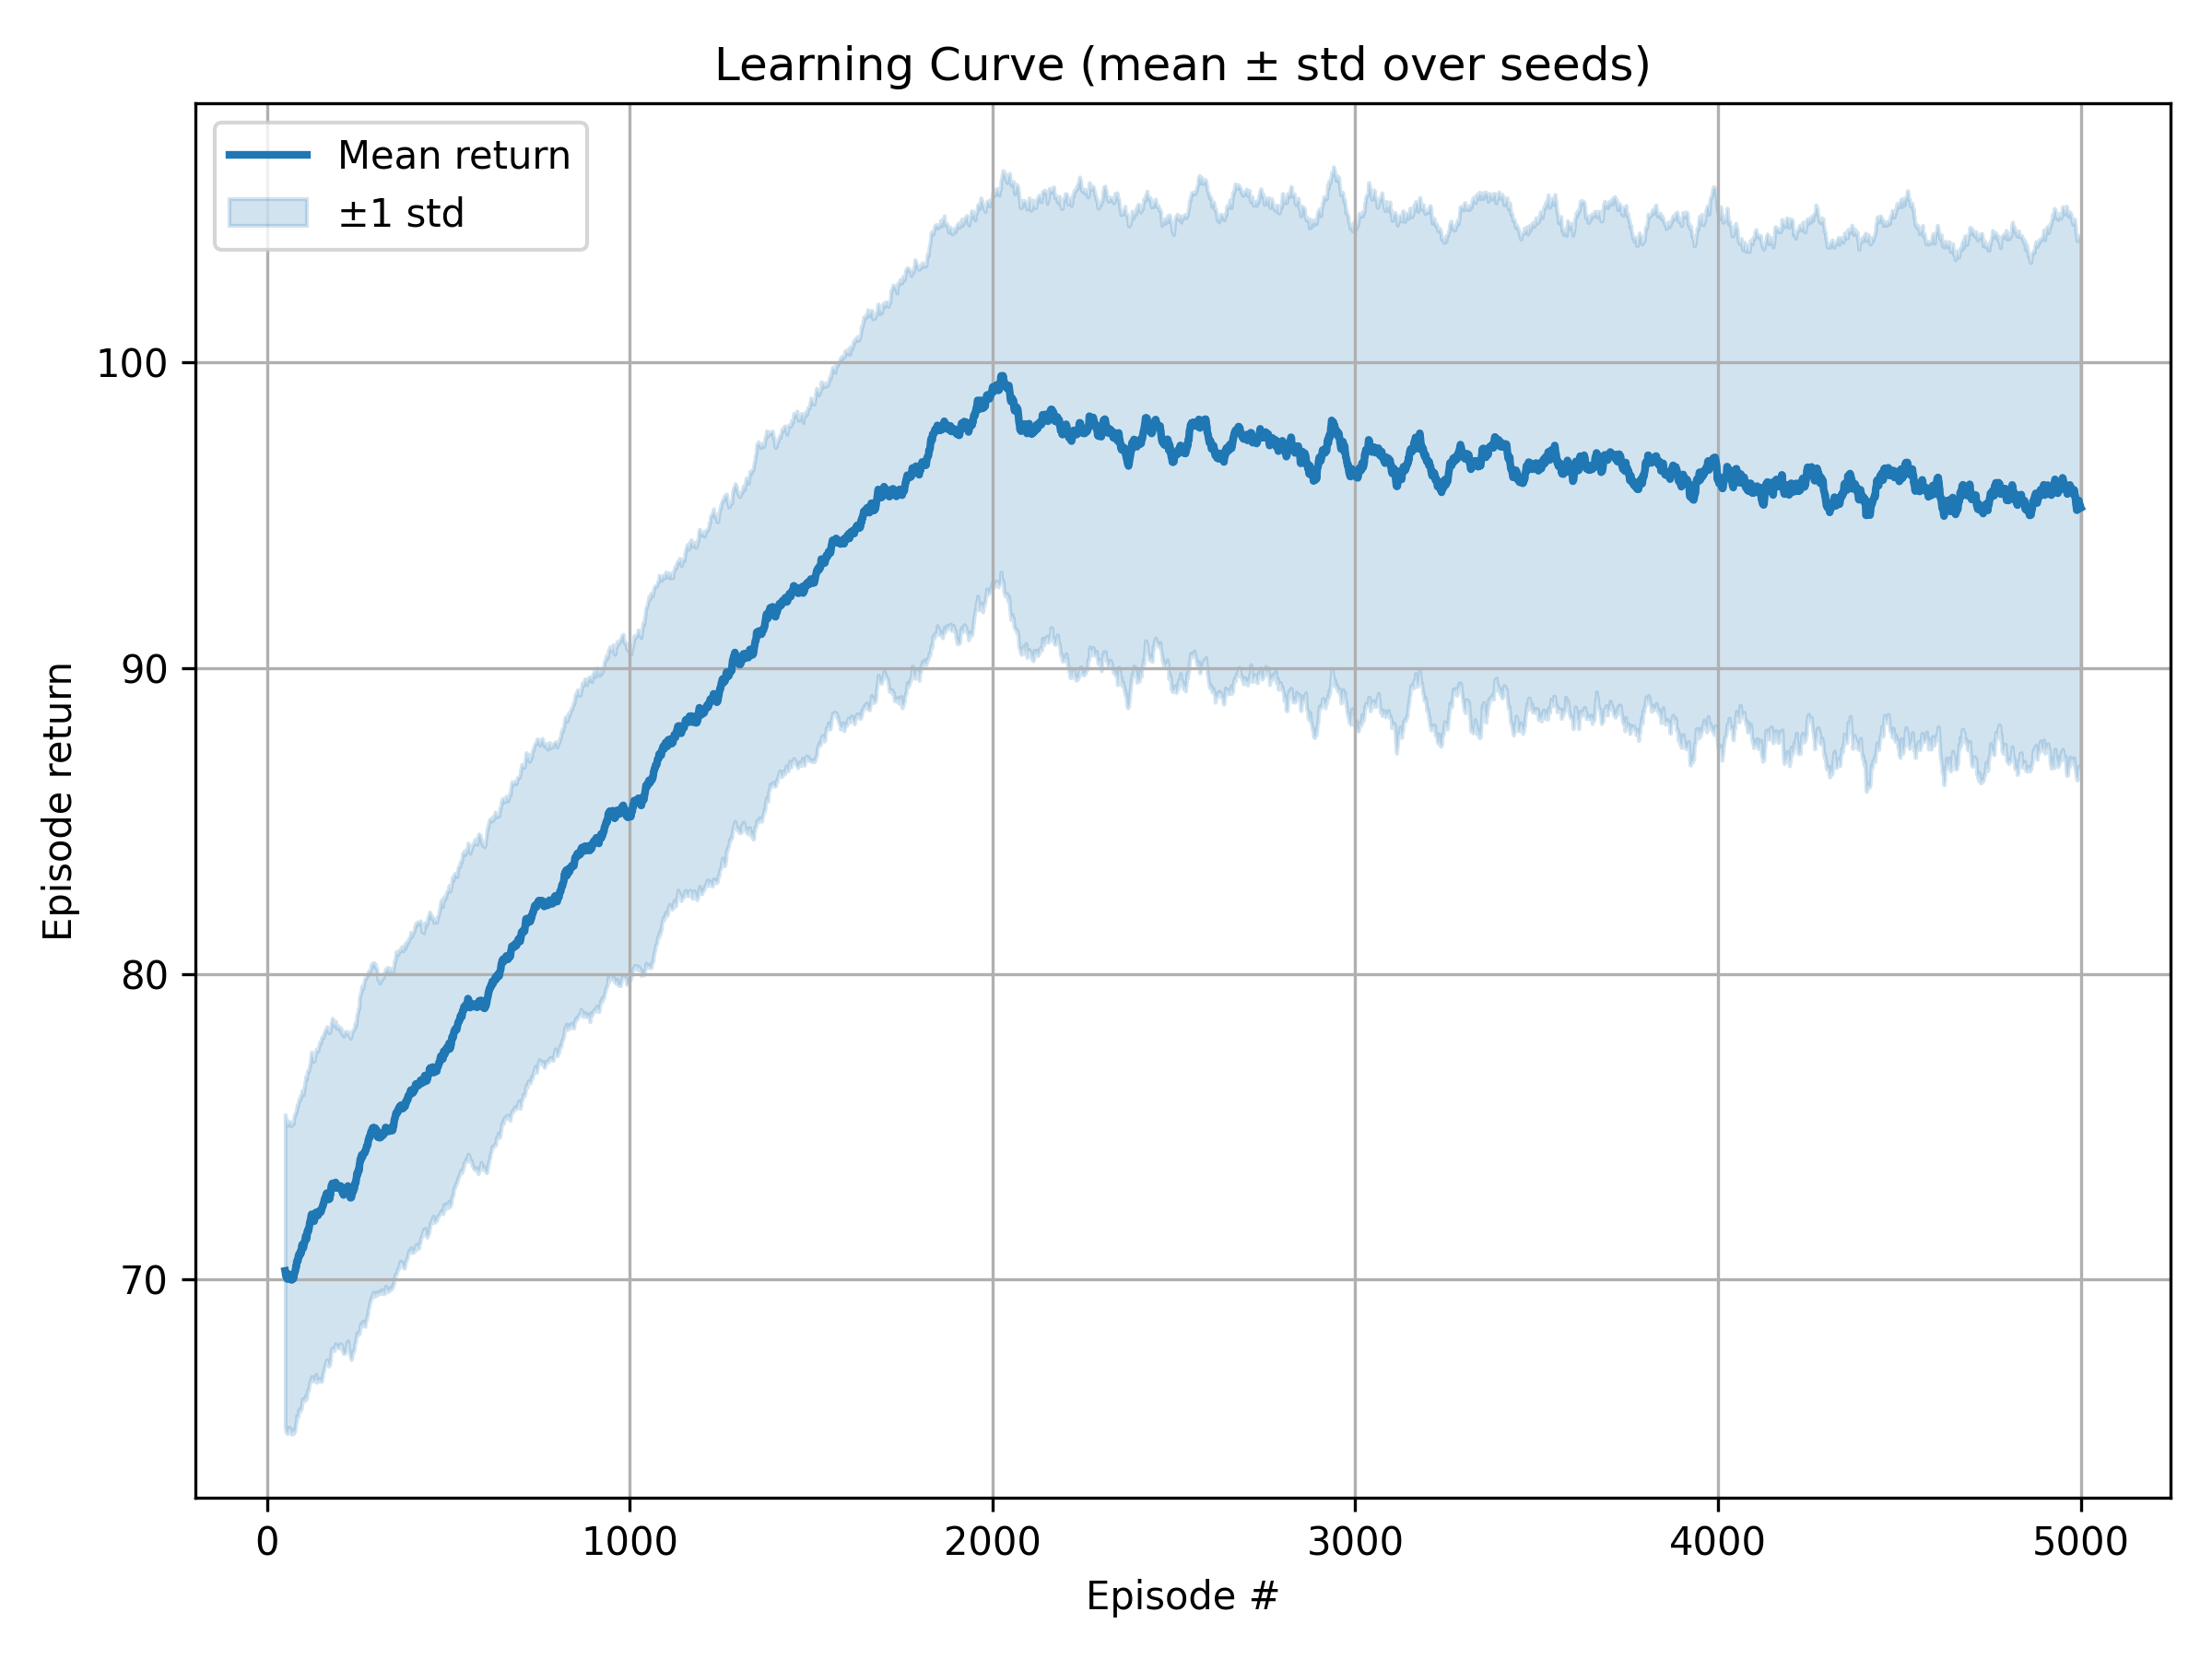 Learning Curve (mean ± std over seeds)
Mean return
±1 std
100
90
80
70
Episode return
0 1000 2000 3000 4000 5000
Episode #